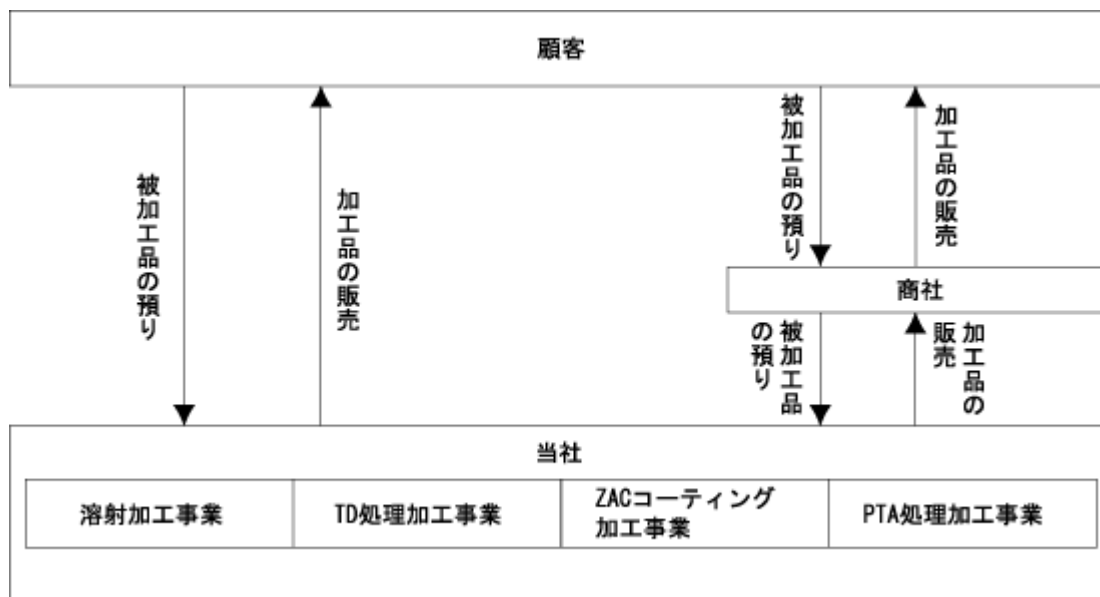 顧客
被加工品の預り
加工品の販売
被加工品の預り
加工品の販売
商社
被加工品
の預り
加工品の
販売
当社
溶射加工事業
TD処理加工事業
ZACコーティング
加工事業
PTA処理加工事業